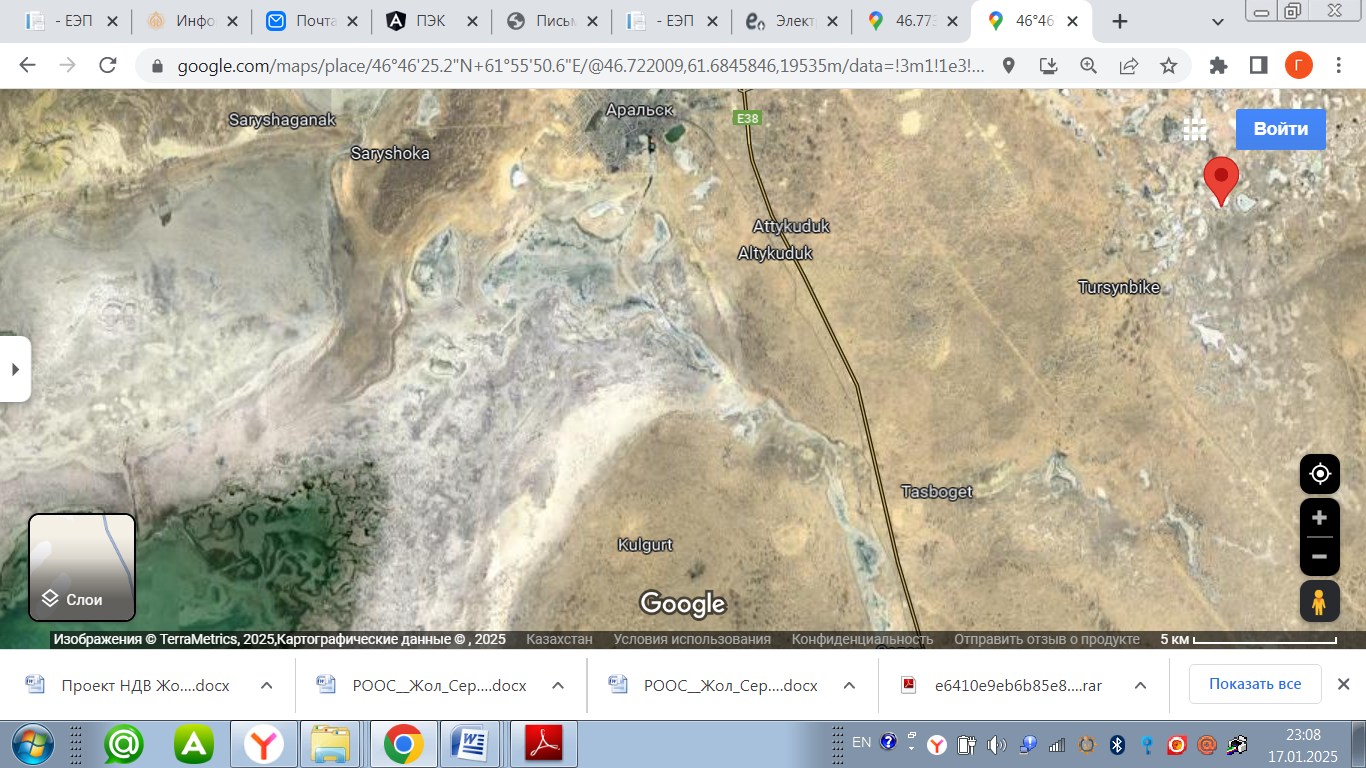 - ЕЭП
Инфо
Почта
ПЭК
Письм
- ЕЭП
Элект
46.773
46°46
google.com/maps/place/46°46'25.2"N+61°55'50.6"E/@46.722009,61.6845846,19535m/data=!3m1!1e3!...
Г
Войти
Аральск
E38
Saryshaganak
Saryshoka
Attykuduk
Altykuduk
Tursynbike
Tasboget
Kulgurt
Слои
Google
Изображения © TerraMetrics, 2025,Картографические данные © , 2025 Казахстан Условия использования Конфиденциальность Отправить отзыв о продукте 5 км
Проект НДВ Жо....docx
РООС__Жол_Сер....docx
РООС__Жол_Сер....docx
e6410e9eb6b85e8....rar
Показать все
EN
23:08
17.01.2025